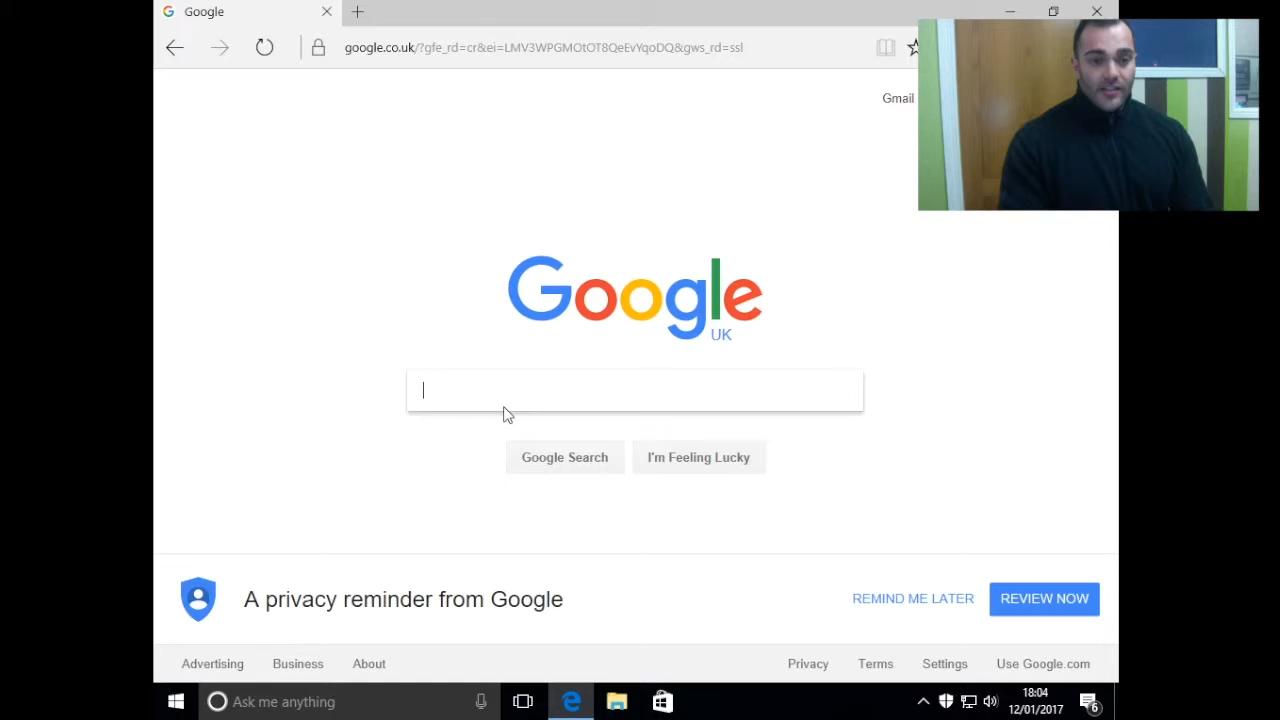 Google
google.co.uk/?gfe_rd=cr&ei=LMV3WPGMOtOT8QeEvYqoDQ&gws_rd=ssl
Gmail
Google
UK
Google Search
I'm Feeling Lucky
A privacy reminder from Google
REMIND ME LATER
REVIEW NOW
Advertising
Business
About
Privacy
Terms
Settings
Use Google.com
Ask me anything
18:04
12/01/2017
6